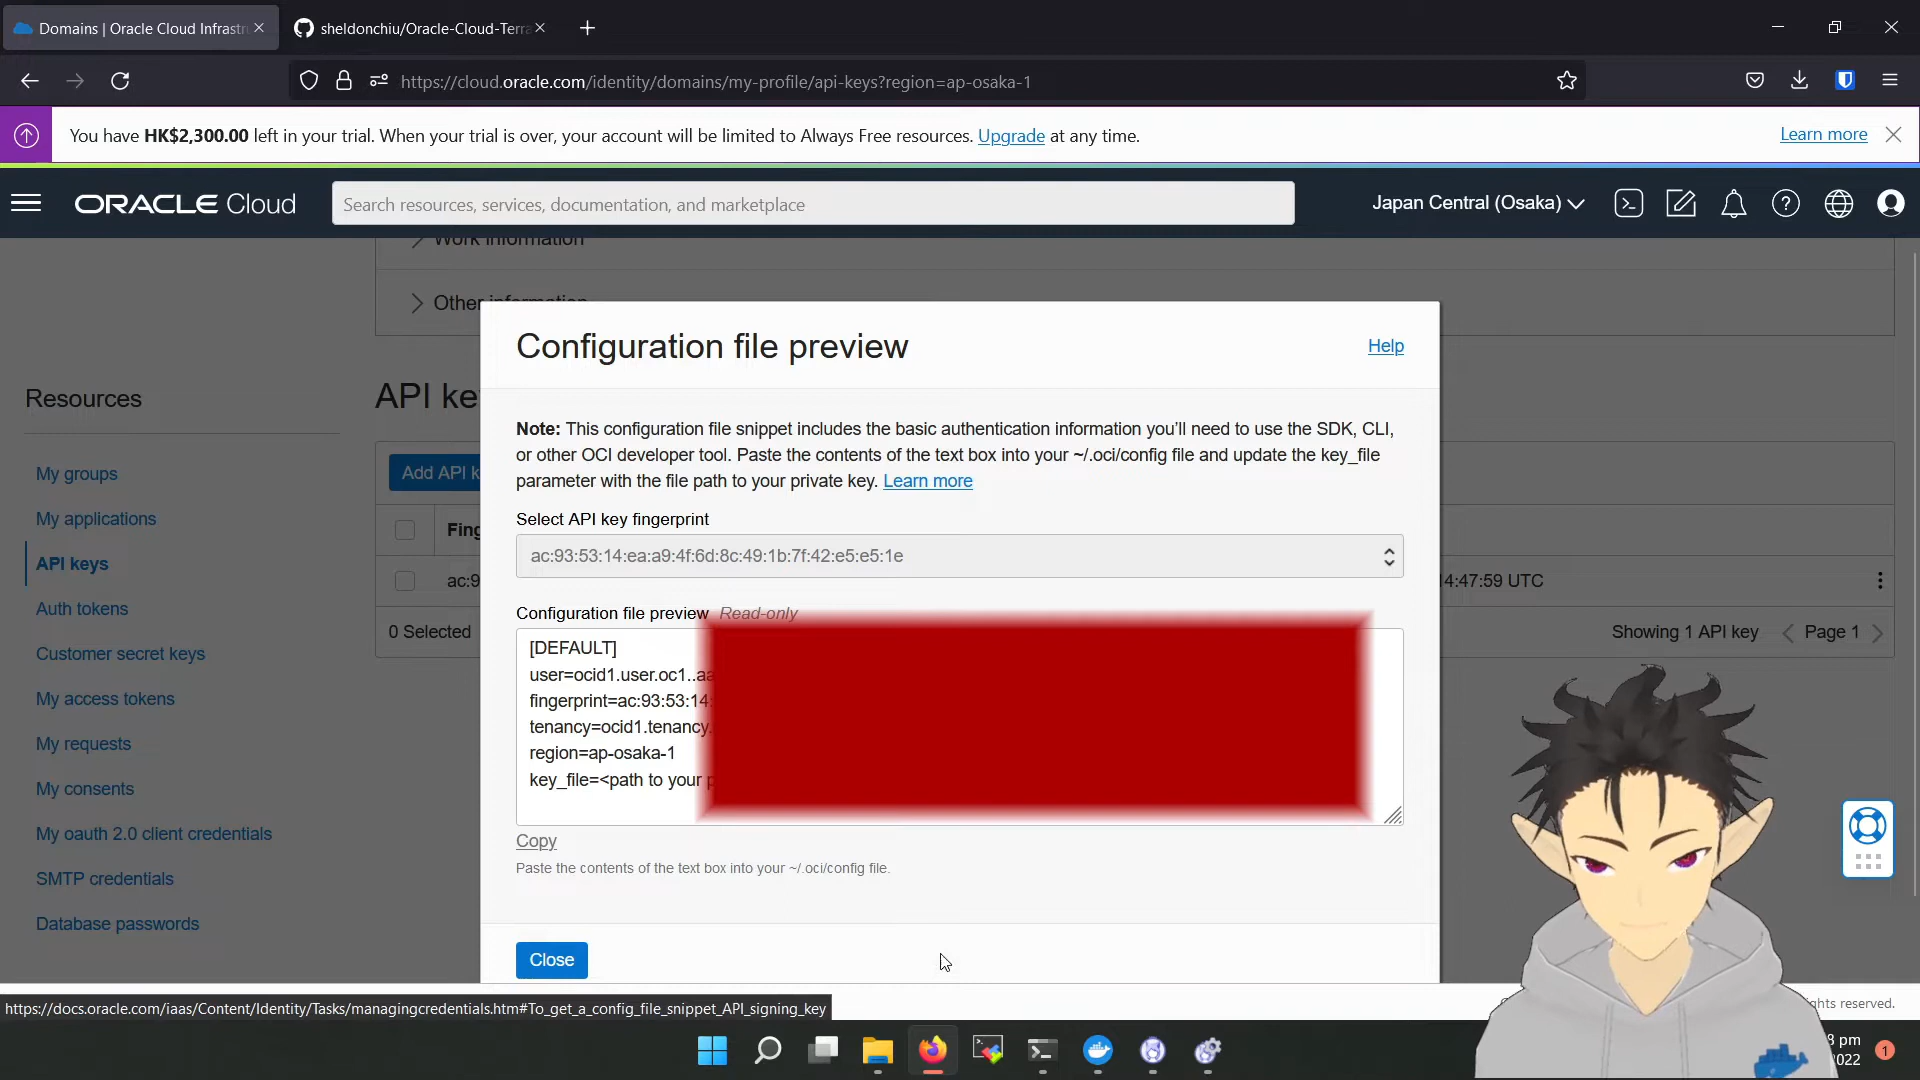 Domains | Oracle Cloud Infrastr
sheldonchiu/Oracle-Cloud-Terra
https://cloud.oracle.com/identity/domains/my-profile/api-keys?region=ap-osaka-1
You have HK$2,300.00 left in your trial. When your trial is over, your account will be limited to Always Free resources. Upgrade at any time.
Learn more
ORACLE Cloud
Search resources, services, documentation, and marketplace
Japan Central (Osaka)
Work information
Other information
Configuration file preview
Help
Resources
API ke
Note: This configuration file snippet includes the basic authentication information you'll need to use the SDK, CLI,
or other OCI developer tool. Paste the contents of the text box into your ~/.oci/config file and update the key_file
parameter with the file path to your private key. Learn more
My groups
My applications
API keys
Auth tokens
Customer secret keys
My access tokens
My requests
My consents
My oauth 2.0 client credentials
SMTP credentials
Database passwords
Add API k
Fing
ac:9
0 Selected
Select API key fingerprint
ac:93:53:14:ea:a9:4f:6d:8c:49:1b:7f:42:e5:e5:1e
Configuration file preview Read-only
[DEFAULT]
user=ocid1.user.oc1..aa
fingerprint=ac:93:53:14:
tenancy=ocid1.tenancy.
region=ap-osaka-1
key_file=<path to your p
Copy
Paste the contents of the text box into your ~/.oci/config file.
Close
4:47:59 UTC
Showing 1 API key
Page 1
https://docs.oracle.com/iaas/Content/Identity/Tasks/managingcredentials.htm#To_get_a_config_file_snippet_API_signing_key
ghts reserved.
8 pm
022
1